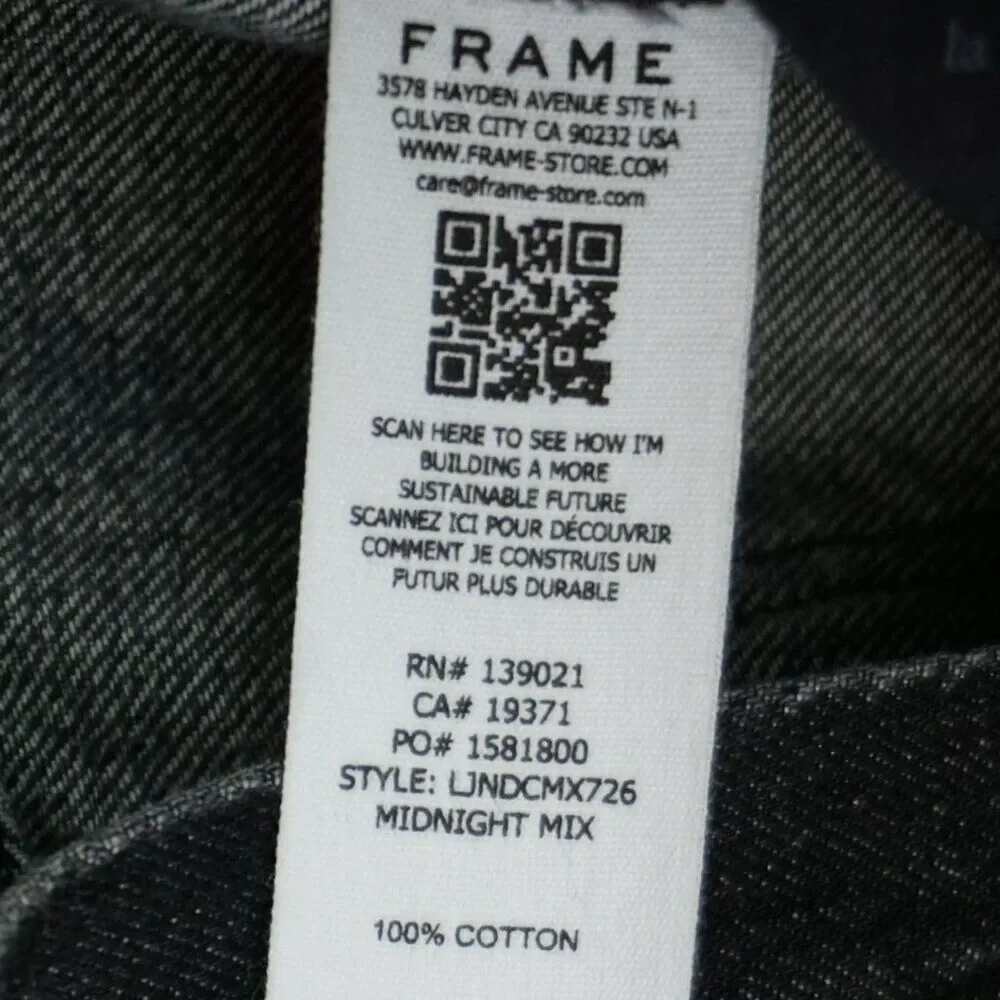 FRAME
3578 HAYDEN AVENUE STE N-1
CULVER CITY CA 90232 USA
WWW.FRAME-STORE.COM
care@frame-store.com
SCAN HERE TO SEE HOW I'M
BUILDING A MORE
SUSTAINABLE FUTURE
SCANNEZ ICI POUR DÉCOUVRIR
COMMENT JE CONSTRUIS UN
FUTUR PLUS DURABLE
RN# 139021
CA# 19371
PO# 1581800
STYLE: LJNDCMX726
MIDNIGHT MIX
100% COTTON